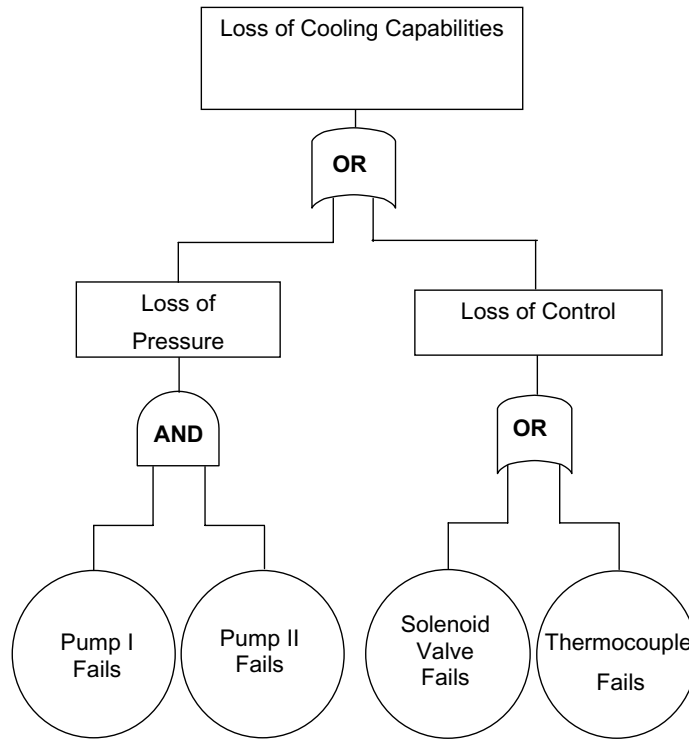 Loss of Cooling Capabilities
OR
Loss of
Pressure
Loss of Control
AND
OR
Pump I
Fails
Pump II
Fails
Solenoid
Valve
Fails
Thermocouple
Fails